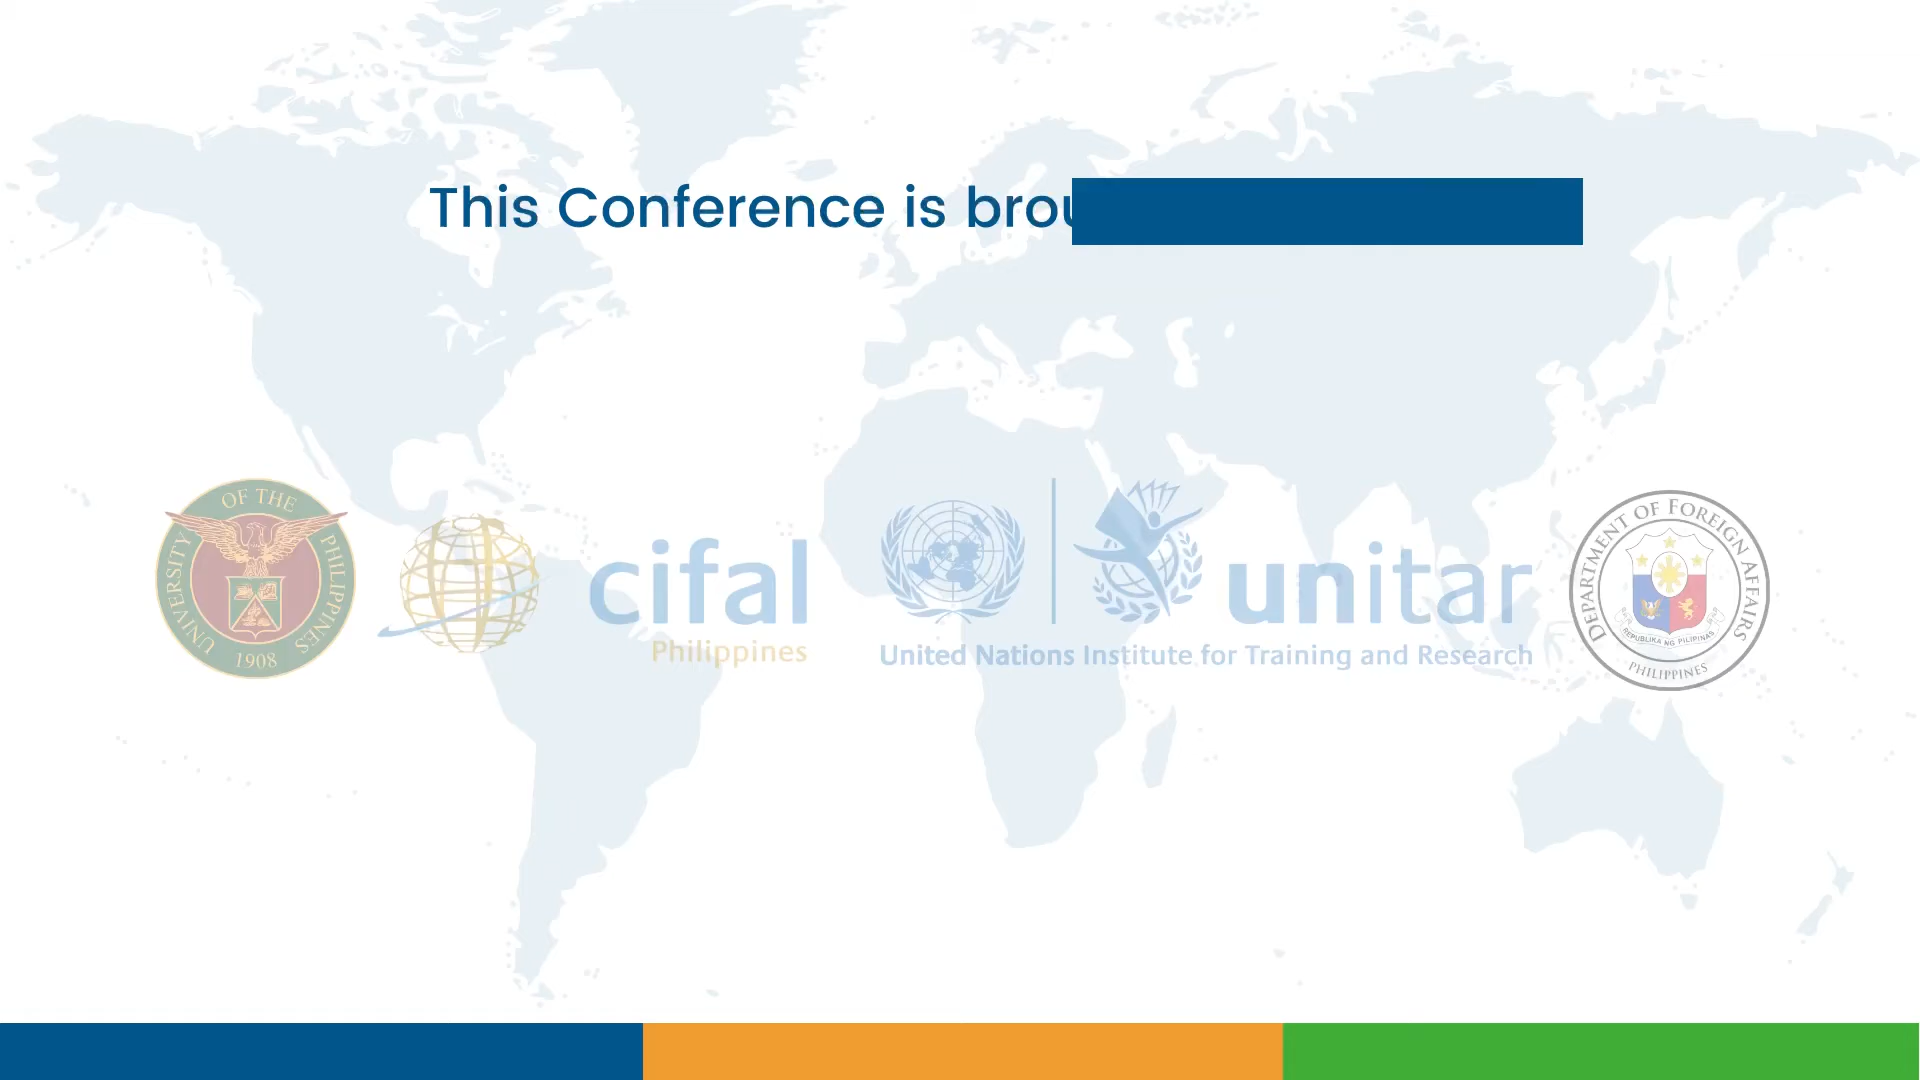 This Conference is brou
UNIVERSITY OF THE PHILIPPINES
1908
cifal
Philippines
unitar
United Nations Institute for Training and Research
DEPARTMENT OF FOREIGN AFFAIRS
REPUBLIKA NG PILIPINAS
PHILIPPINES